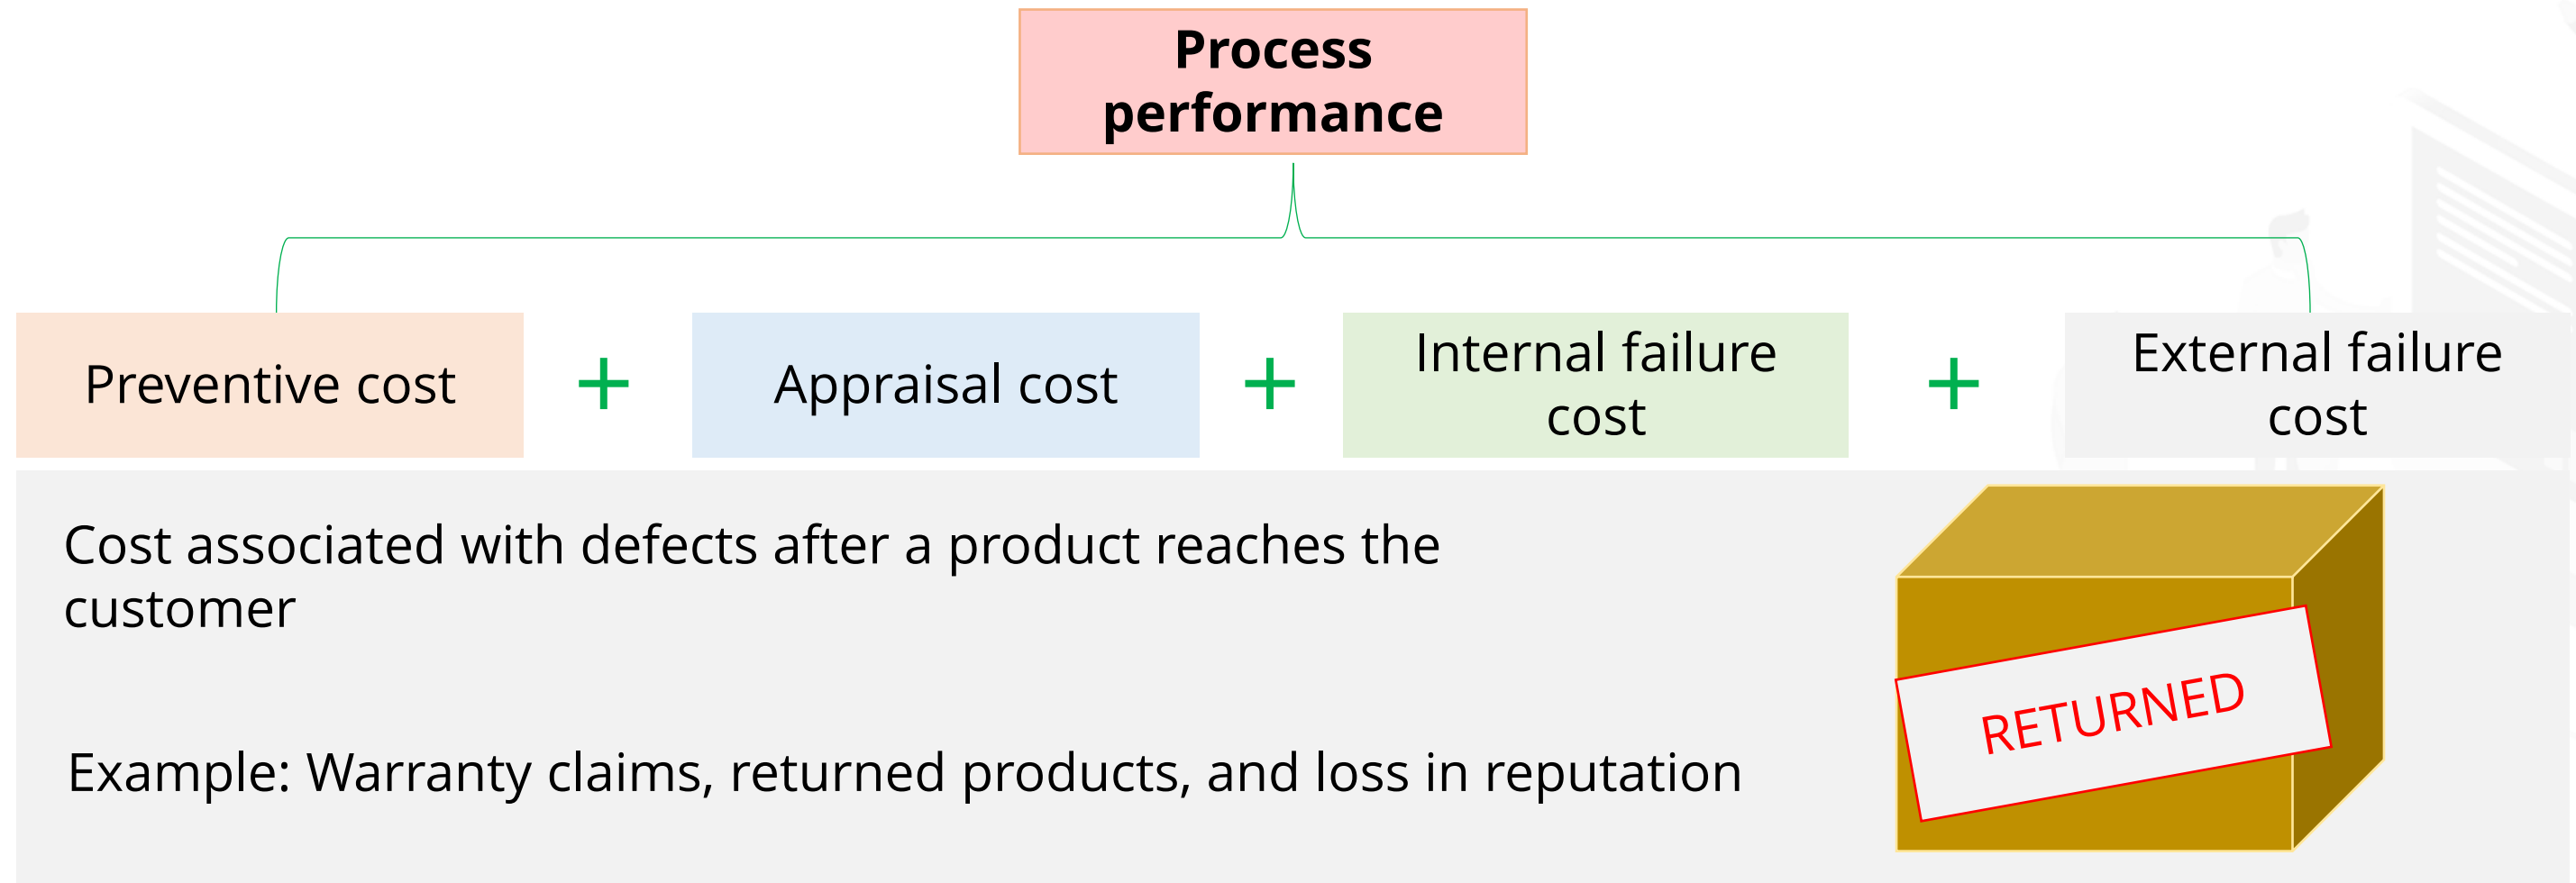 Process
performance
Preventive cost
+
Appraisal cost
+
Internal failure
cost
+
External failure
cost
Cost associated with defects after a product reaches the
customer
Example: Warranty claims, returned products, and loss in reputation
RETURNED